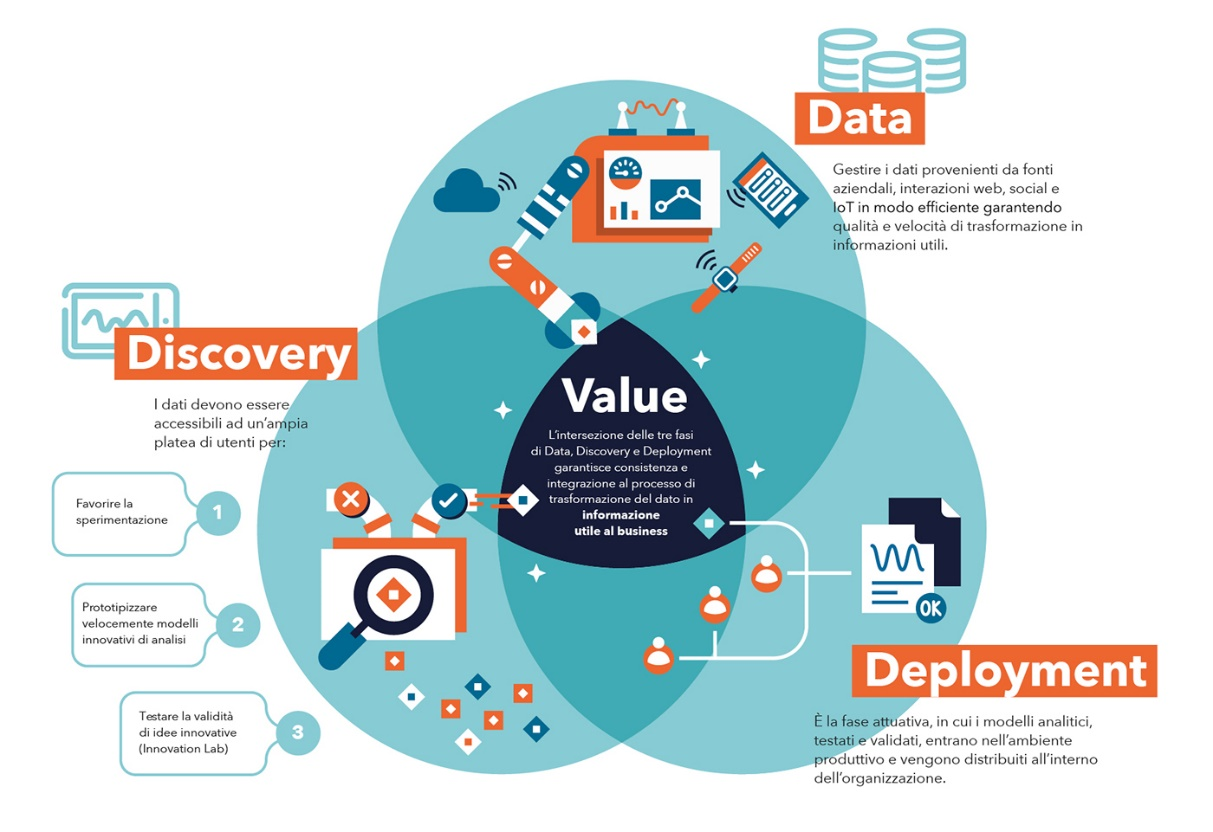 Data
Gestire i dati provenienti da fonti
aziendali, interazioni web, social e
IoT in modo efficiente garantendo
qualità e velocità di trasformazione in
informazioni utili.
Discovery
I dati devono essere
accessibili ad un'ampia
platea di utenti per:
Favorire la
sperimentazione
1
Prototipizzare
velocemente modelli
innovativi di analisi
2
Testare la validità
di idee innovative
(Innovation Lab)
3
Value
L'intersezione delle tre fasi
di Data, Discovery e Deployment
garantisce consistenza e
integrazione al processo di
trasformazione del dato in
informazione
utile al business
OK
Deployment
È la fase attuativa, in cui i modelli analitici,
testati e validati, entrano nell'ambiente
produttivo e vengono distribuiti all'interno
dell'organizzazione.